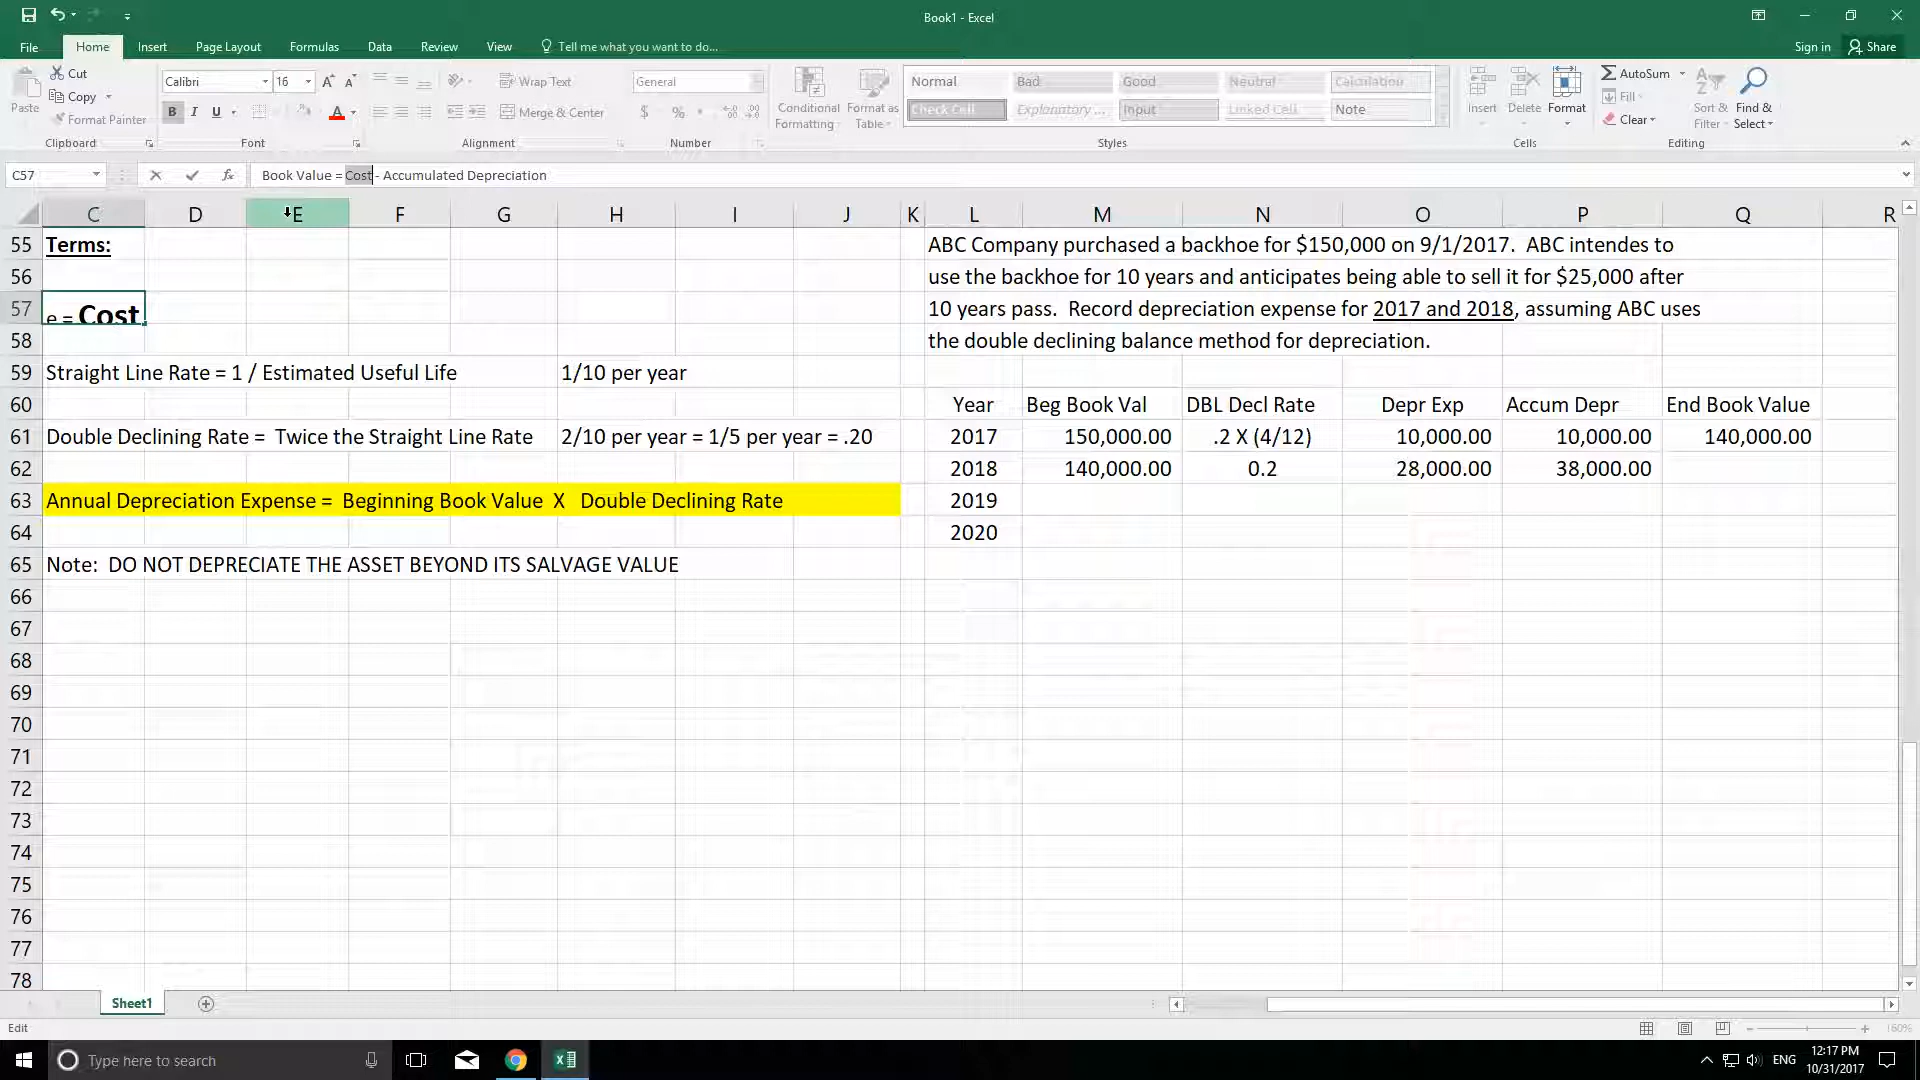 Book1 - Excel
File Home Insert Page Layout Formulas Data Review View Tell me what you want to do... Sign in Share
Paste Cut Copy Format Painter Clipboard
Calibri 16 A A B I U A Font
Wrap Text Merge & Center Alignment
General $ % Number
Conditional Formatting Format as Table Normal Bad Good Neutral Calculation
Check Cell Explanatory ... Input Linked Cell Note Styles
Insert Delete Format Cells
AutoSum Fill Clear Sort & Filter Find & Select Editing
C57 fx Book Value = Cost - Accumulated Depreciation
C D E F G H I J K L M N O P Q R
55 Terms: ABC Company purchased a backhoe for $150,000 on 9/1/2017. ABC intendes to
56 use the backhoe for 10 years and anticipates being able to sell it for $25,000 after
57 e = Cost 10 years pass. Record depreciation expense for 2017 and 2018, assuming ABC uses
58 the double declining balance method for depreciation.
59 Straight Line Rate = 1 / Estimated Useful Life 1/10 per year
60 Year Beg Book Val DBL Decl Rate Depr Exp Accum Depr End Book Value
61 Double Declining Rate = Twice the Straight Line Rate 2/10 per year = 1/5 per year = .20 2017 150,000.00 .2 X (4/12) 10,000.00 10,000.00 140,000.00
62 2018 140,000.00 0.2 28,000.00 38,000.00
63 Annual Depreciation Expense = Beginning Book Value X Double Declining Rate 2019
64 2020
65 Note: DO NOT DEPRECIATE THE ASSET BEYOND ITS SALVAGE VALUE
66
67
68
69
70
71
72
73
74
75
76
77
78
Sheet1
Edit 160%
Type here to search ENG 12:17 PM
10/31/2017